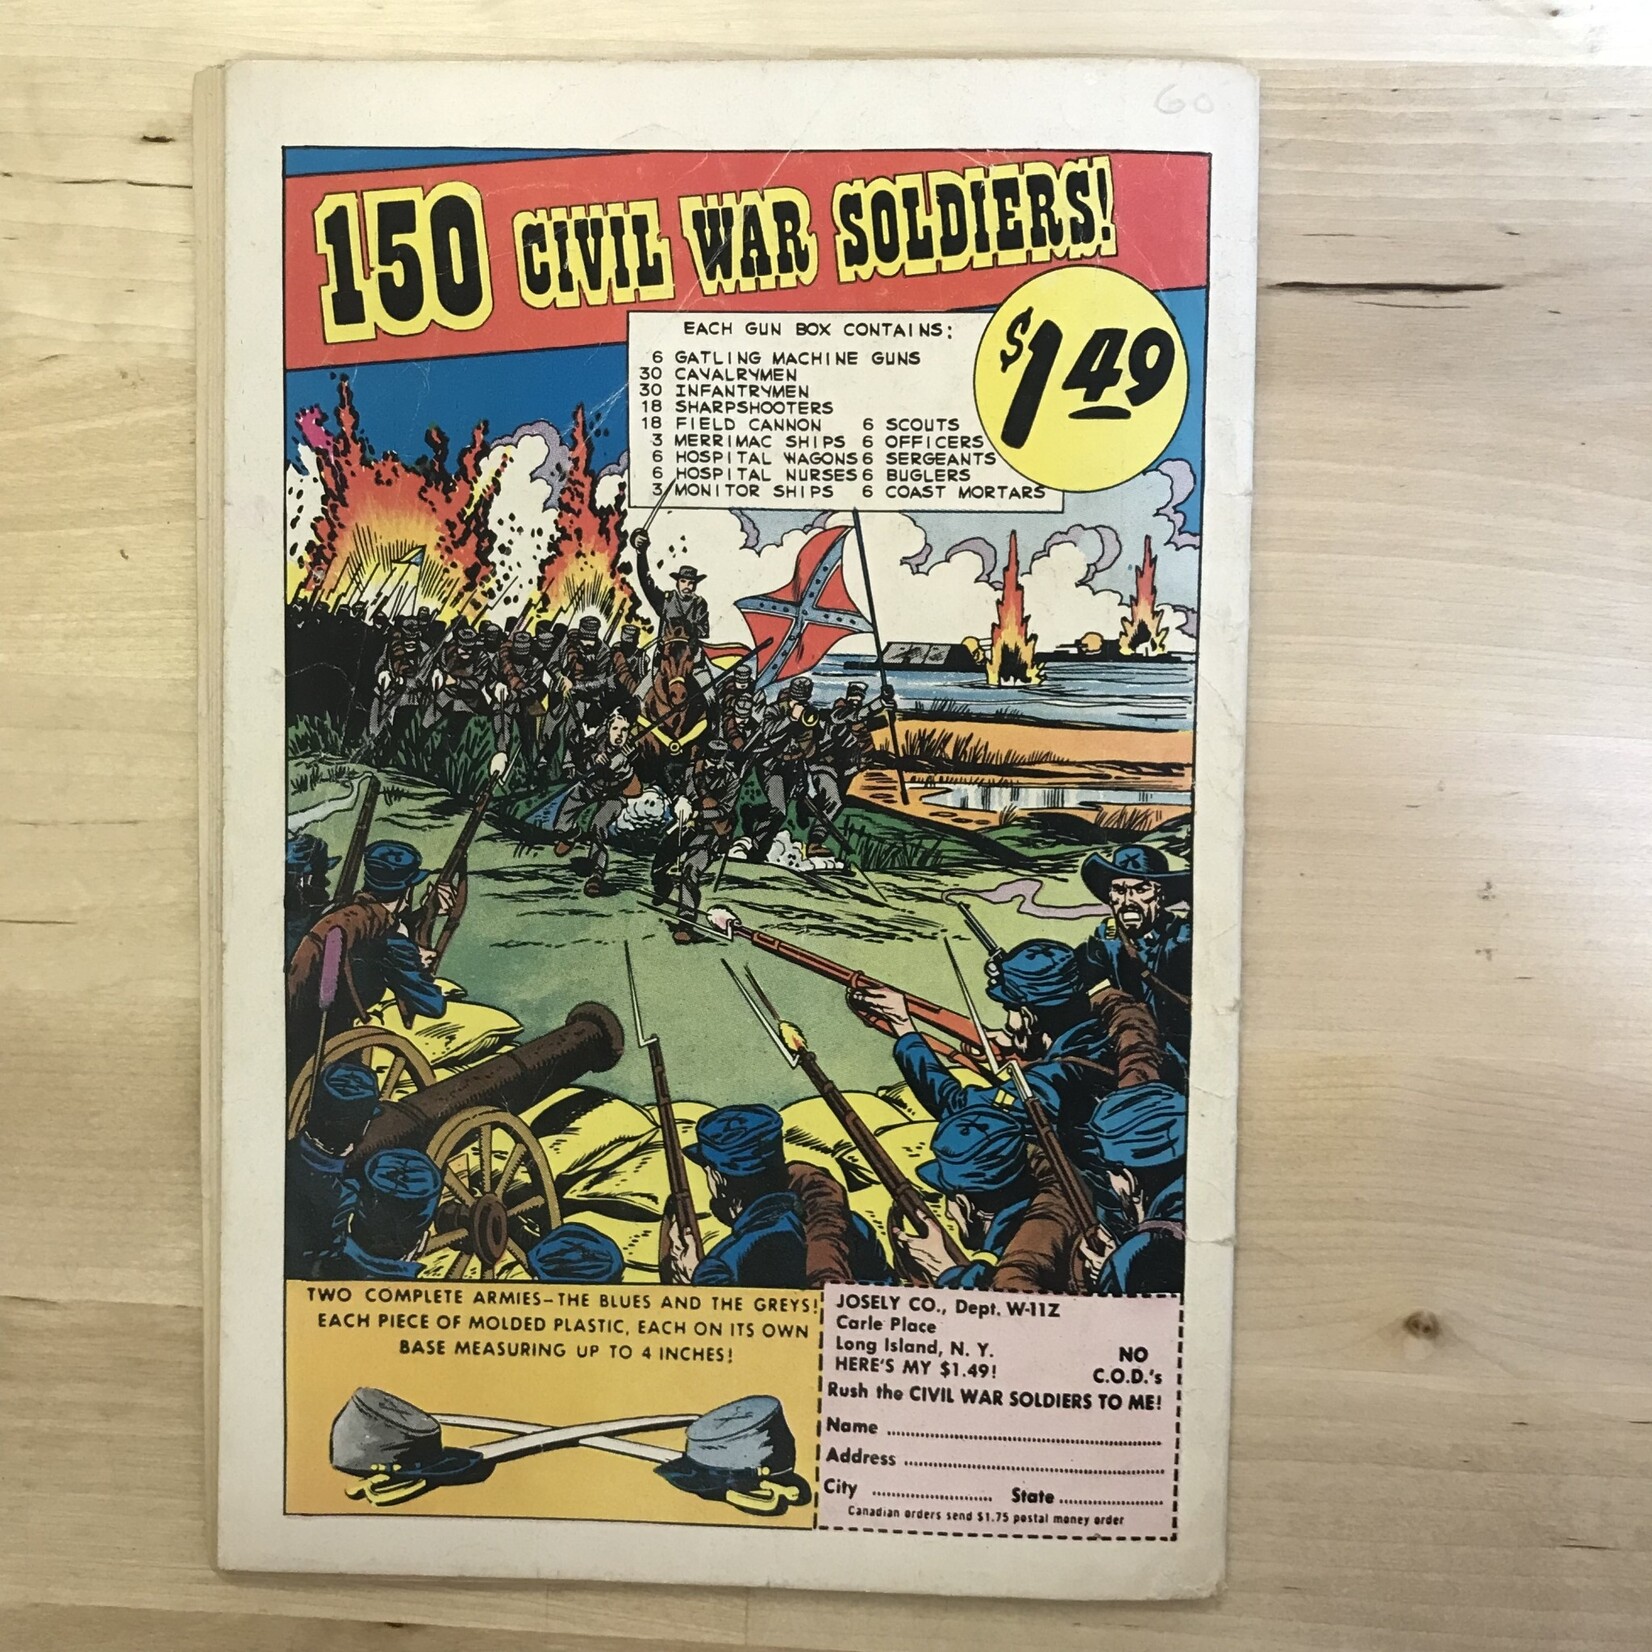 60
150 CIVIL WAR SOLDIERS!
$1.49
EACH GUN BOX CONTAINS:
6 GATLING MACHINE GUNS
30 CAVALRYMEN
30 INFANTRYMEN
18 SHARPSHOOTERS
18 FIELD CANNON 6 SCOUTS
3 MERRIMAC SHIPS 6 OFFICERS
6 HOSPITAL WAGONS 6 SERGEANTS
6 HOSPITAL NURSES 6 BUGLERS
3 MONITOR SHIPS 6 COAST MORTARS
TWO COMPLETE ARMIES-THE BLUES AND THE GREYS!
EACH PIECE OF MOLDED PLASTIC, EACH ON ITS OWN
BASE MEASURING UP TO 4 INCHES!
JOSELY CO., Dept. W-11Z
Carle Place
Long Island, N. Y.
HERE'S MY $1.49!
NO
C.O.D.'s
Rush the CIVIL WAR SOLDIERS TO ME!
Name
Address
City State
Canadian orders send $1.75 postal money order